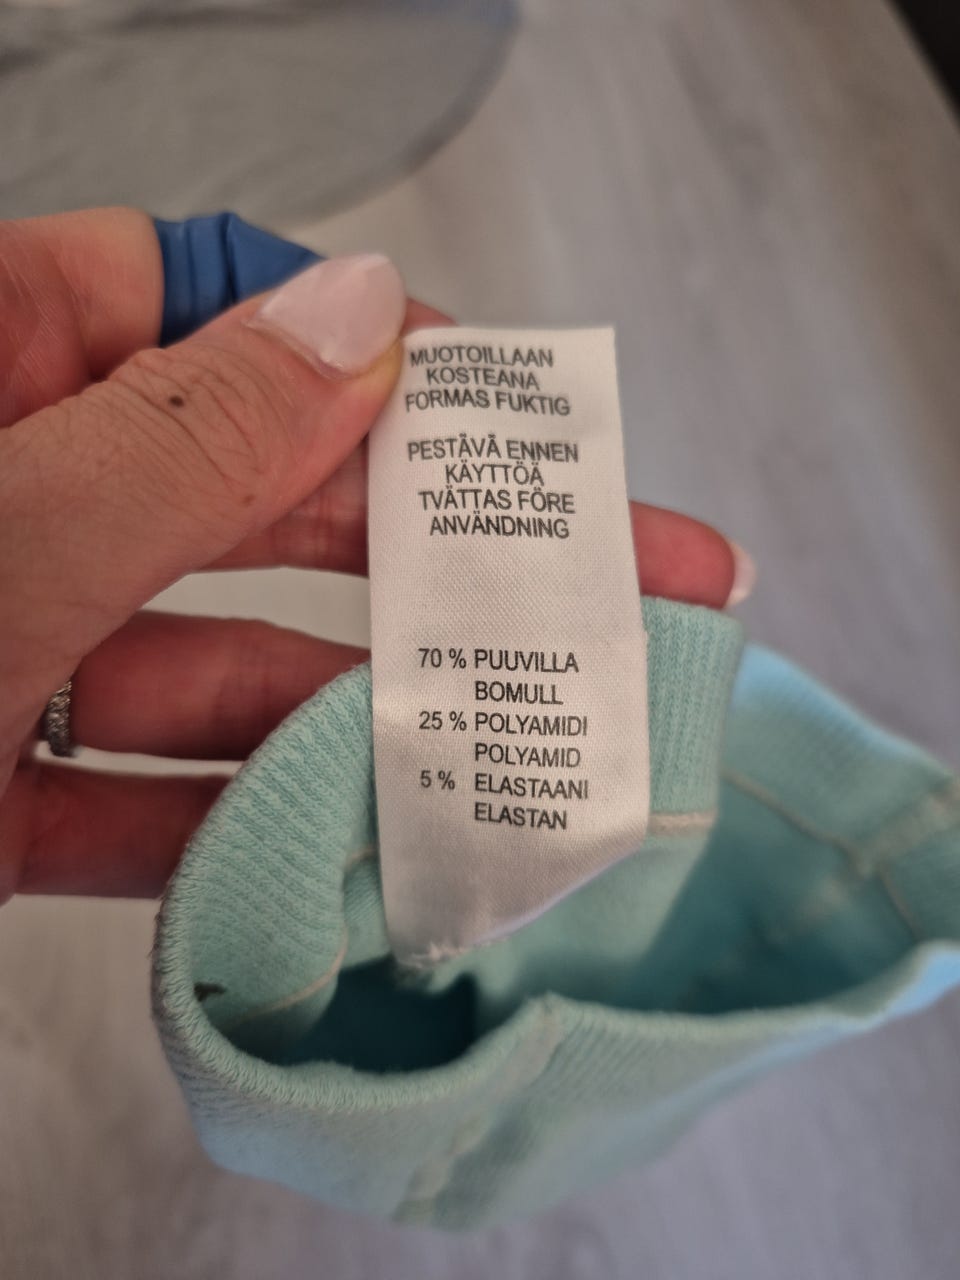 MUOTOILLAAN
KOSTEANA
FORMAS FUKTIG
PESTÄVÄ ENNEN
KÄYTTÖÄ
TVÄTTAS FÖRE
ANVÄNDNING
70 % PUUVILLA
BOMULL
25 % POLYAMIDI
POLYAMID
5 % ELASTAANI
ELASTAN